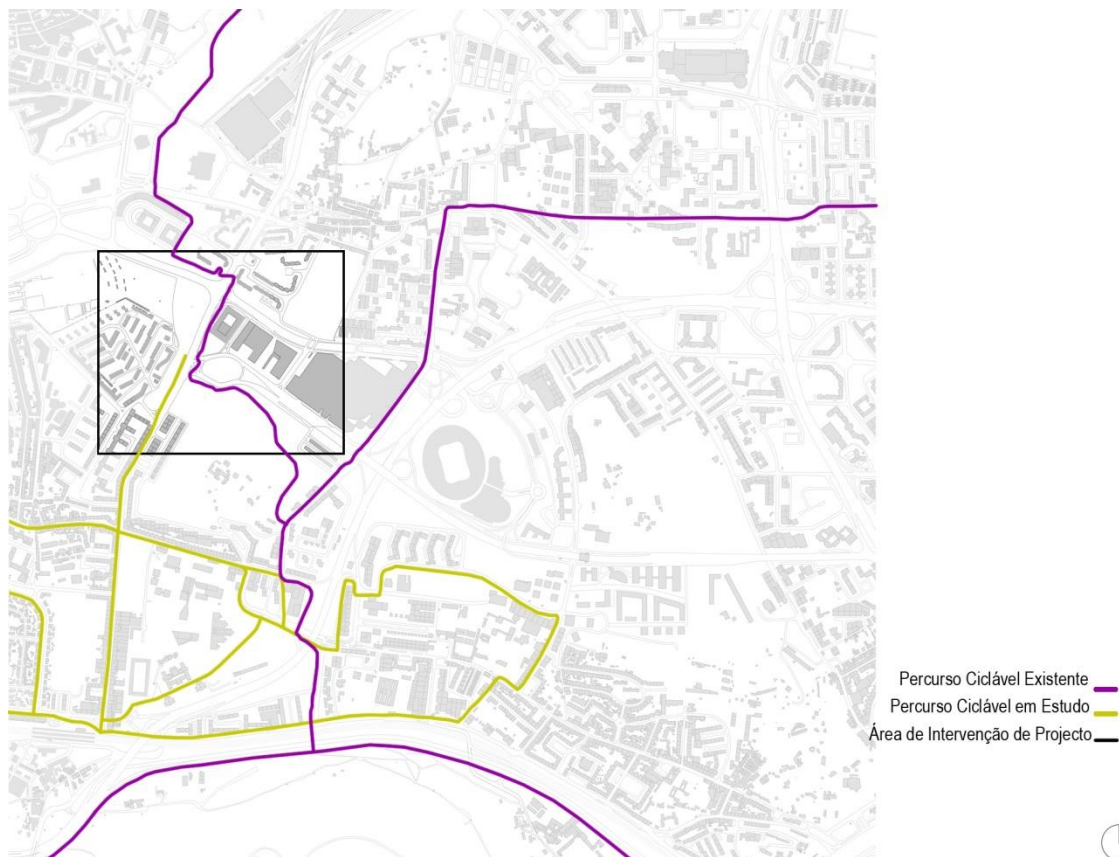 Percurso Ciclável Existente
Percurso Ciclável em Estudo
Área de Intervenção de Projecto